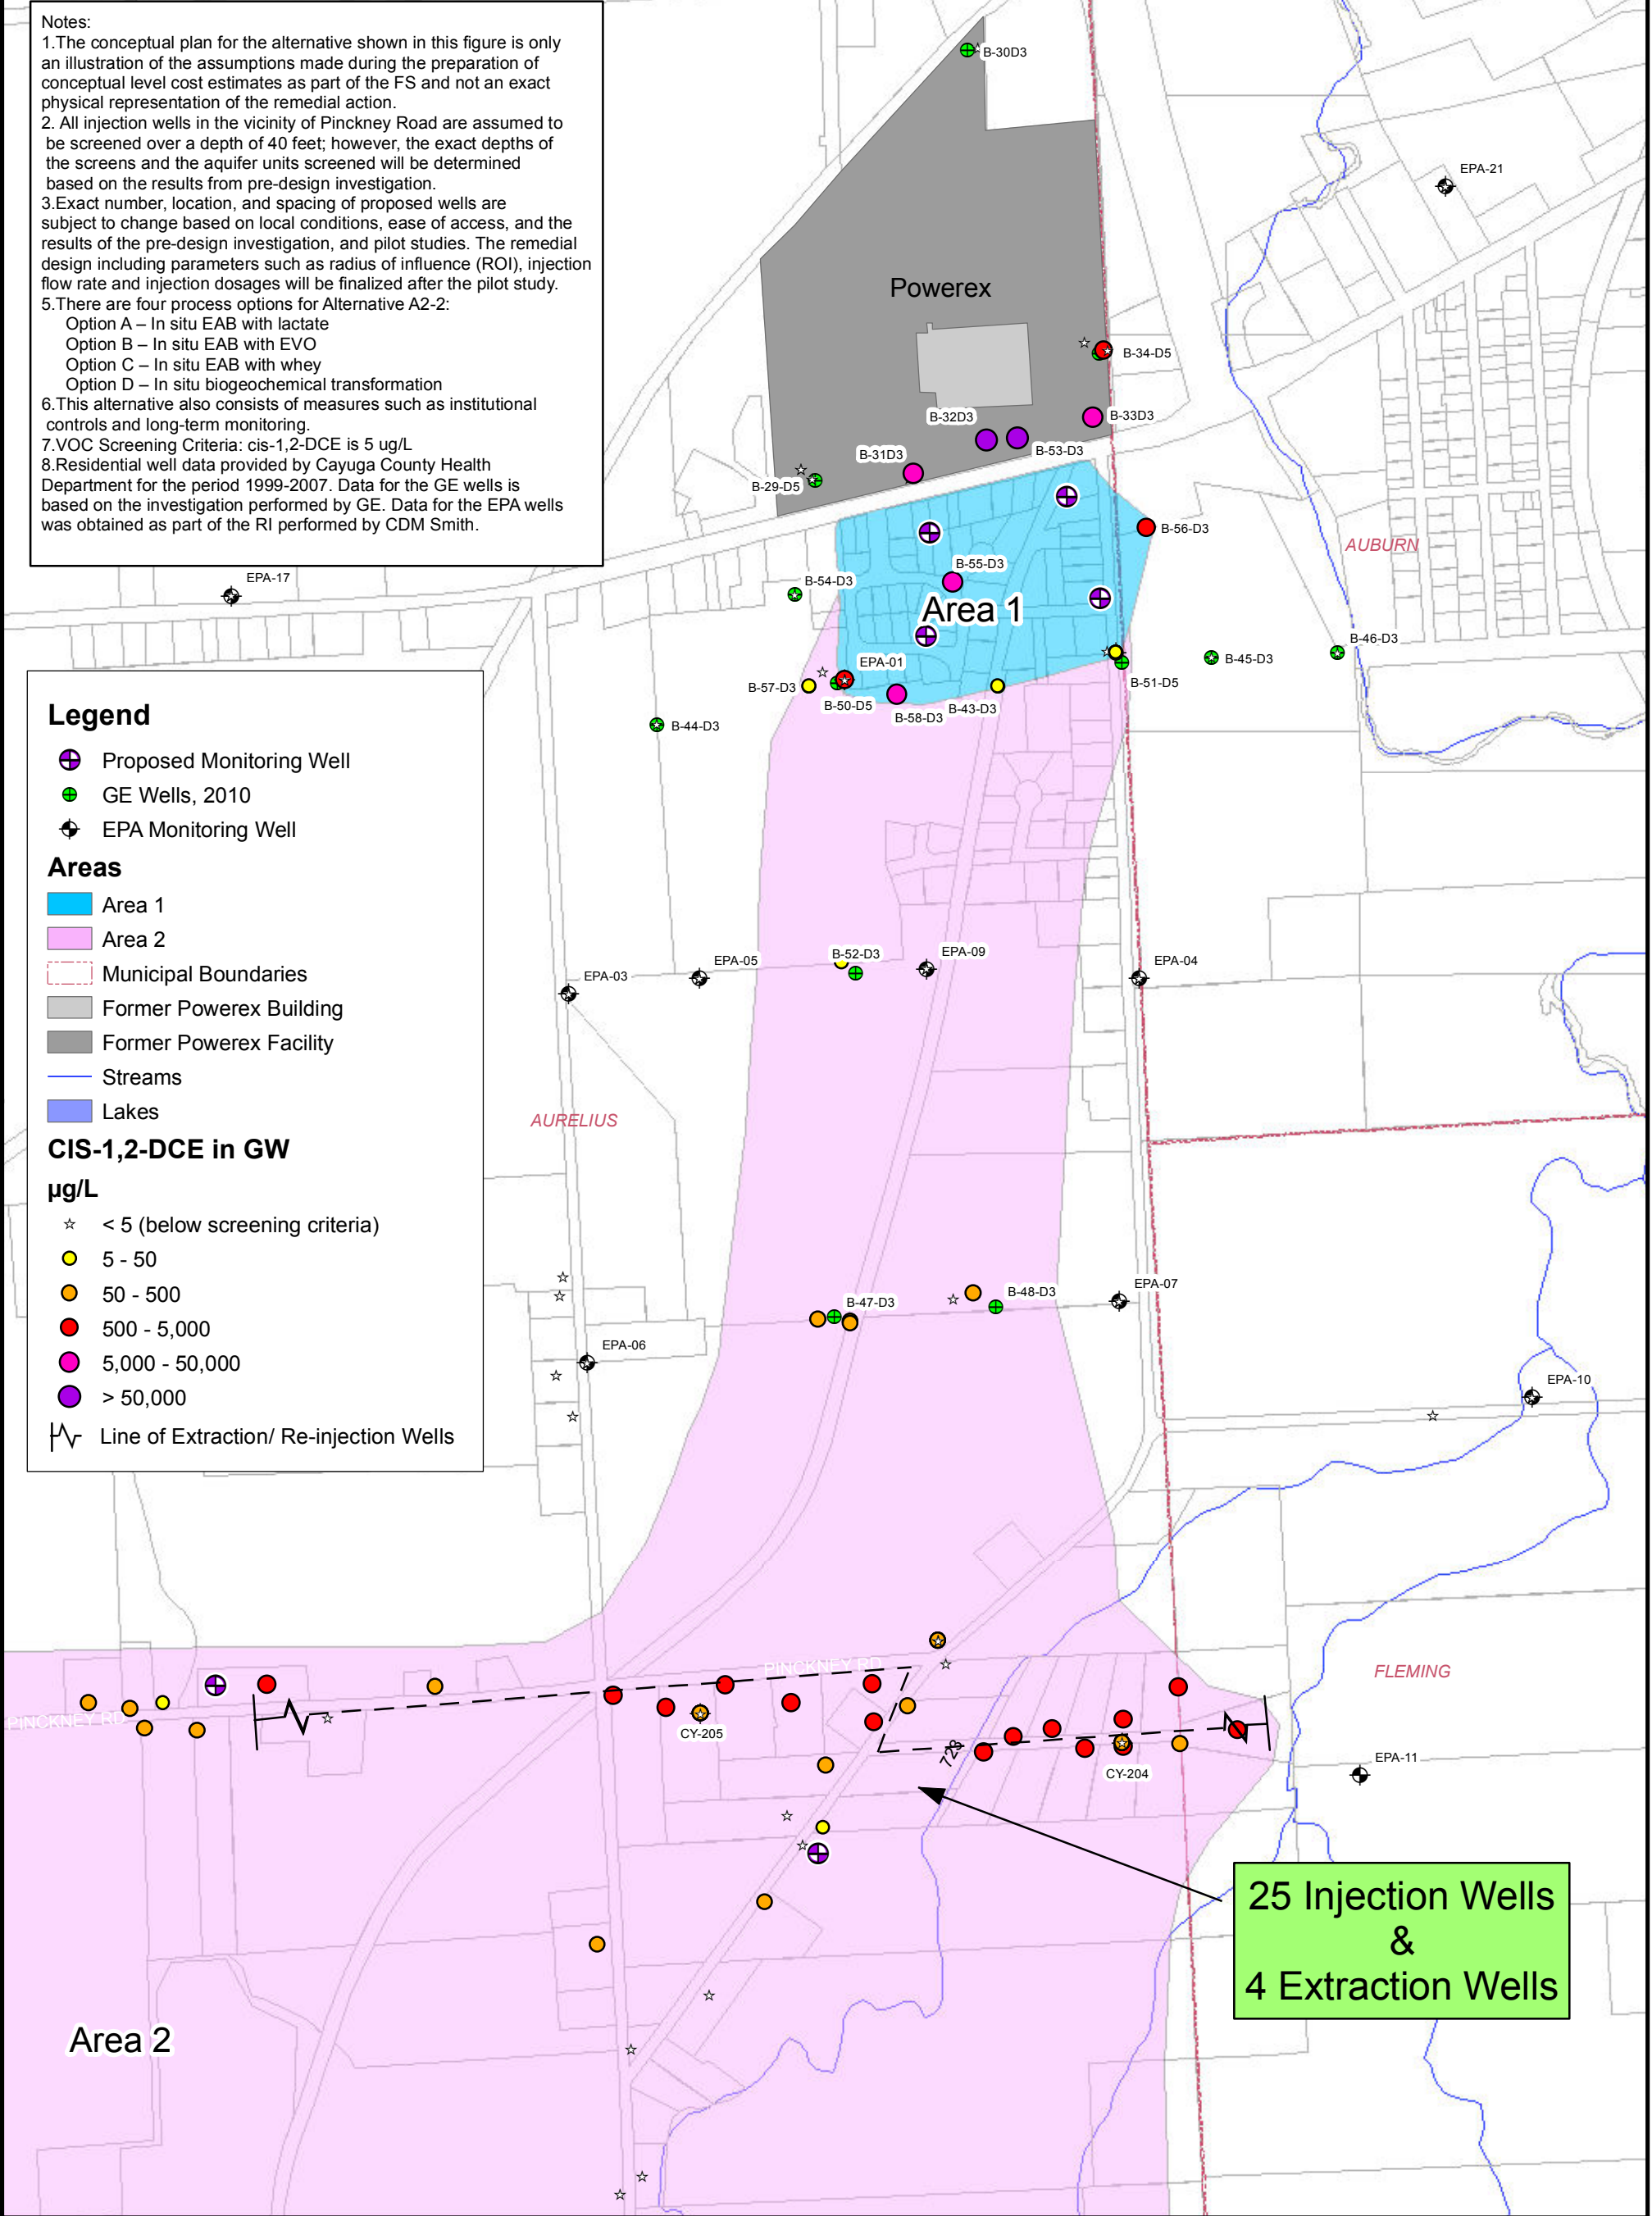 Notes:
1.The conceptual plan for the alternative shown in this figure is only
an illustration of the assumptions made during the preparation of
conceptual level cost estimates as part of the FS and not an exact
physical representation of the remedial action.
2. All injection wells in the vicinity of Pinckney Road are assumed to
be screened over a depth of 40 feet; however, the exact depths of
the screens and the aquifer units screened will be determined
based on the results from pre-design investigation.
3.Exact number, location, and spacing of proposed wells are
subject to change based on local conditions, ease of access, and the
results of the pre-design investigation, and pilot studies. The remedial
design including parameters such as radius of influence (ROI), injection
flow rate and injection dosages will be finalized after the pilot study.
5.There are four process options for Alternative A2-2:
Option A – In situ EAB with lactate
Option B – In situ EAB with EVO
Option C – In situ EAB with whey
Option D – In situ biogeochemical transformation
6.This alternative also consists of measures such as institutional
controls and long-term monitoring.
7.VOC Screening Criteria: cis-1,2-DCE is 5 ug/L
8.Residential well data provided by Cayuga County Health
Department for the period 1999-2007. Data for the GE wells is
based on the investigation performed by GE. Data for the EPA wells
was obtained as part of the RI performed by CDM Smith.
B-30D3
EPA-21
Powerex
B-34-D5
B-33D3
B-32D3
B-53-D3
B-31D3
B-29-D5
B-56-D3
AUBURN
EPA-17
B-54-D3
B-55-D3
Area 1
B-46-D3
B-45-D3
EPA-01
B-51-D5
B-57-D3
B-50-D5
B-58-D3
B-43-D3
B-44-D3
Legend
Proposed Monitoring Well
GE Wells, 2010
EPA Monitoring Well
Areas
Area 1
Area 2
Municipal Boundaries
Former Powerex Building
Former Powerex Facility
Streams
Lakes
CIS-1,2-DCE in GW
µg/L
< 5 (below screening criteria)
5 - 50
50 - 500
500 - 5,000
5,000 - 50,000
> 50,000
Line of Extraction/ Re-injection Wells
B-52-D3
EPA-09
EPA-05
EPA-03
EPA-04
AURELIUS
EPA-07
B-48-D3
B-47-D3
EPA-06
EPA-10
PINCKNEY RD
FLEMING
PINCKNEY RD
CY-205
723
CY-204
EPA-11
25 Injection Wells
&
4 Extraction Wells
Area 2